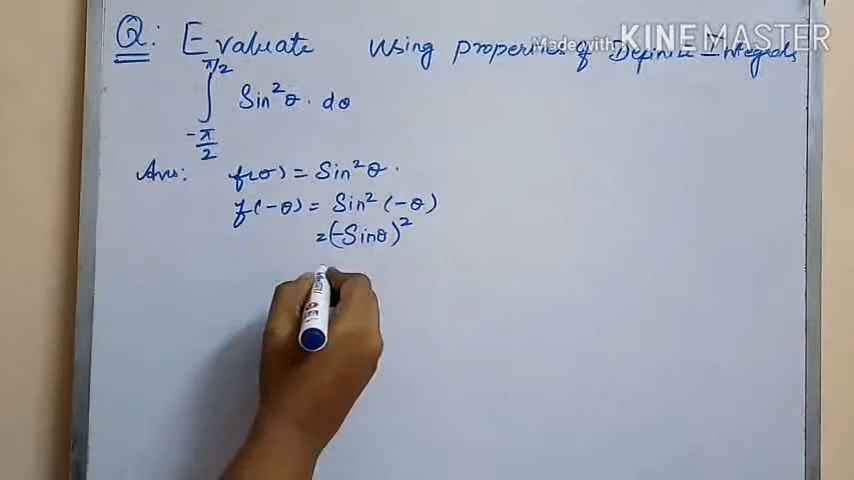 Q: Evaluate using properties of Definite Integrals
Made with KINEMASTER
π/2
∫ Sin²θ. dθ
-π/2
Ans: f(θ) = Sin²θ.
f(-θ) = Sin²(-θ)
=(-Sinθ)²